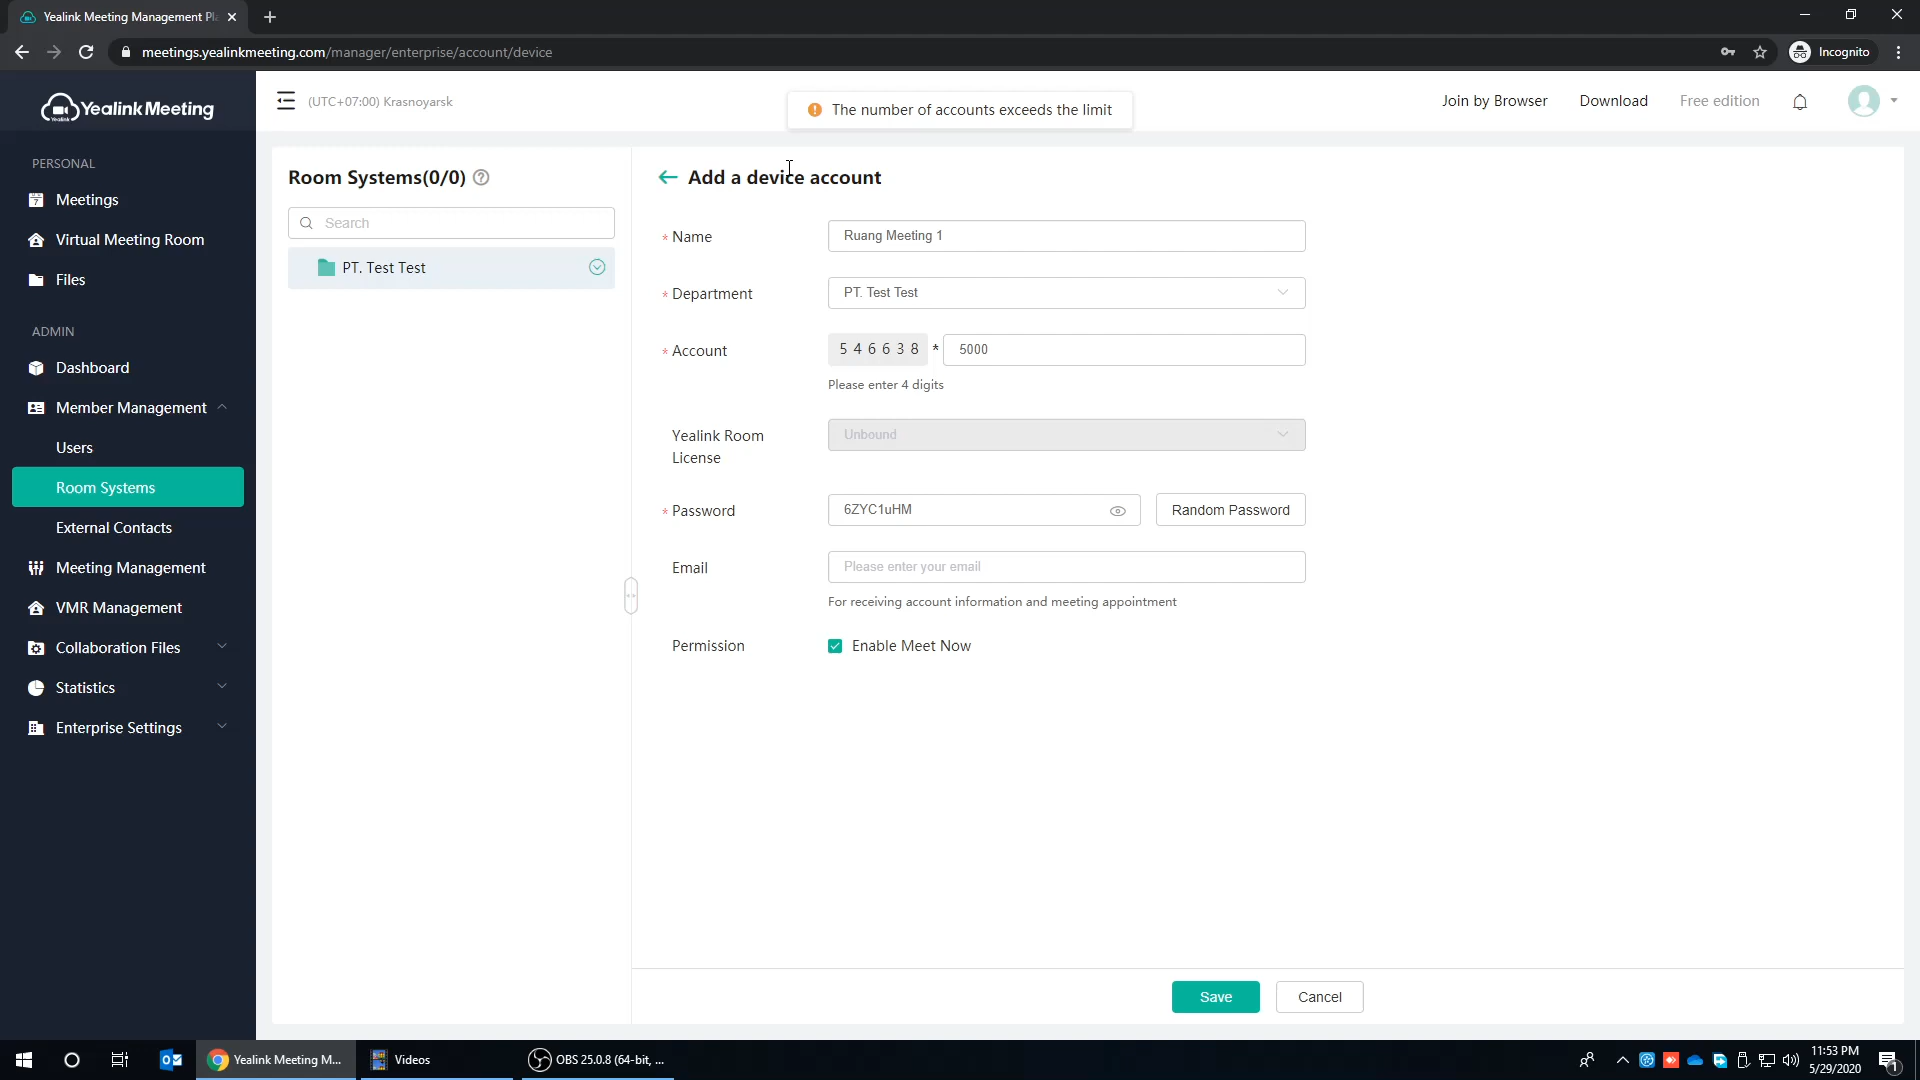 Yealink Meeting Management Pl
meetings.yealinkmeeting.com/manager/enterprise/account/device
Incognito
Yealink Meeting
Yealink
(UTC+07:00) Krasnoyarsk
The number of accounts exceeds the limit
Join by Browser
Download
Free edition
PERSONAL
Meetings
Virtual Meeting Room
Files
ADMIN
Dashboard
Member Management
Users
Room Systems
External Contacts
Meeting Management
VMR Management
Collaboration Files
Statistics
Enterprise Settings
Room Systems(0/0)
Search
PT. Test Test
Add a device account
* Name
Ruang Meeting 1
* Department
PT. Test Test
* Account
5 4 6 6 3 8 * 5000
Please enter 4 digits
Yealink Room
License
Unbound
* Password
6ZYC1uHM
Random Password
Email
Please enter your email
For receiving account information and meeting appointment
Permission
Enable Meet Now
Save
Cancel
Yealink Meeting M...
Videos
OBS 25.0.8 (64-bit, ...
11:53 PM
5/29/2020
1